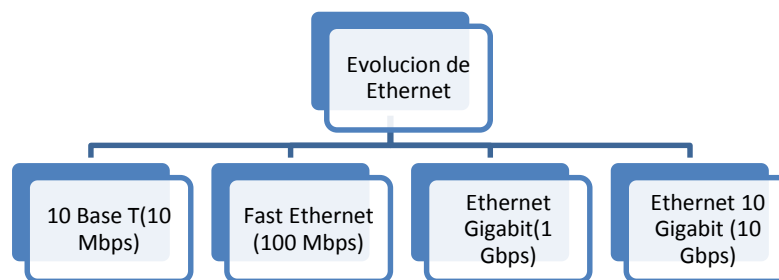 Evolucion de
Ethernet
10 Base T(10
Mbps)
Fast Ethernet
(100 Mbps)
Ethernet
Gigabit(1
Gbps)
Ethernet 10
Gigabit (10
Gbps)